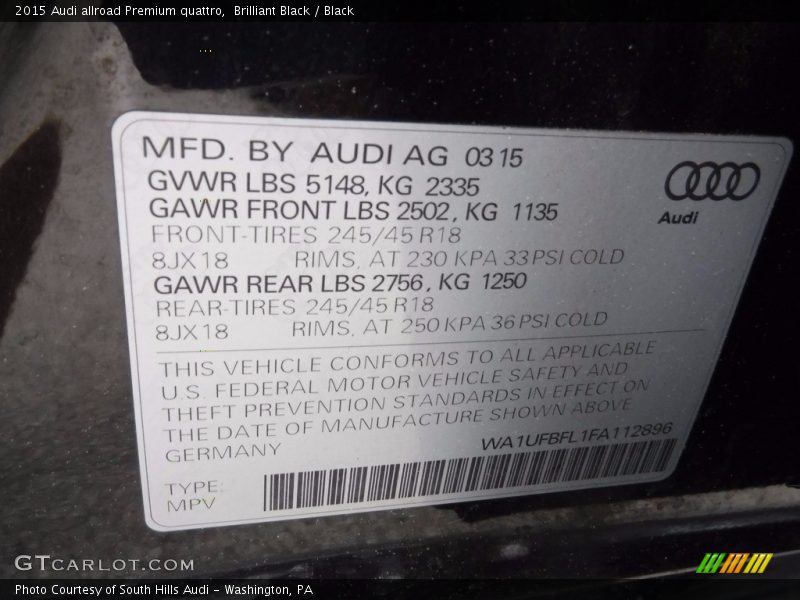 2015 Audi allroad Premium quattro, Brilliant Black / Black
MFD. BY AUDI AG 03 15
GVWR LBS 5148, KG 2335
GAWR FRONT LBS 2502, KG 1135
FRONT-TIRES 245/45 R18
8JX18 RIMS, AT 230 KPA 33 PSI COLD
GAWR REAR LBS 2756, KG 1250
REAR-TIRES 245/45 R18
8JX18 RIMS, AT 250 KPA 36 PSI COLD
Audi
THIS VEHICLE CONFORMS TO ALL APPLICABLE
U.S. FEDERAL MOTOR VEHICLE SAFETY AND
THEFT PREVENTION STANDARDS IN EFFECT ON
THE DATE OF MANUFACTURE SHOWN ABOVE
GERMANY WA1UFBFL1FA112896
TYPE:
MPV
GTCARLOT.COM
Photo Courtesy of South Hills Audi - Washington, PA